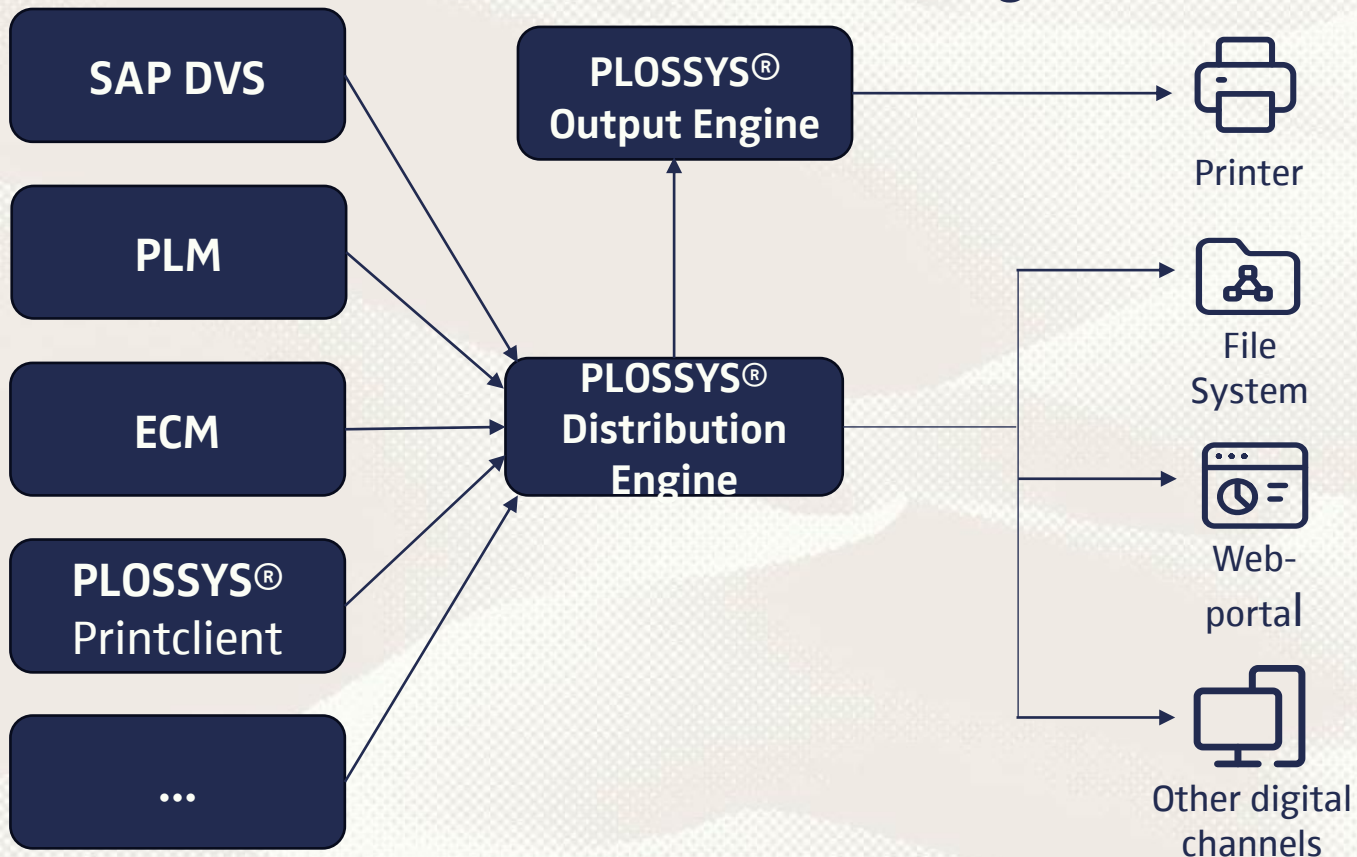 SAP DVS
PLM
ECM
PLOSSYS®
Printclient
...
PLOSSYS®
Output Engine
PLOSSYS®
Distribution
Engine
Printer
File
System
Web-
portal
Other digital
channels